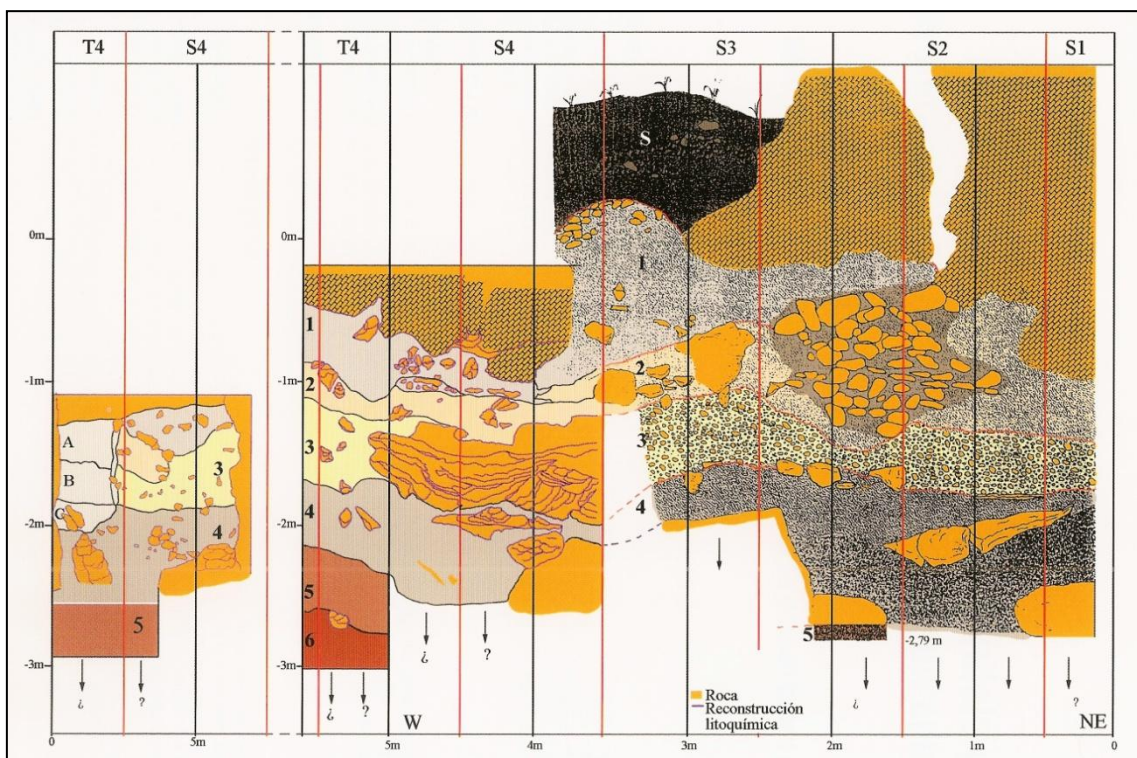 T4 S4 T4 S4 S3 S2 S1
S
0m 0m
1
1
-1m -1m
2
2
A
3
3
3
B
C
4
4
4
-2m -2m
5
5
5
-2,79 m
6
-3m -3m
¿ ? ¿ ? ¿ ? ¿ ?
Roca
Reconstrucción
litoquímica
W NE
0 5m 5m 4m 3m 2m 1m 0